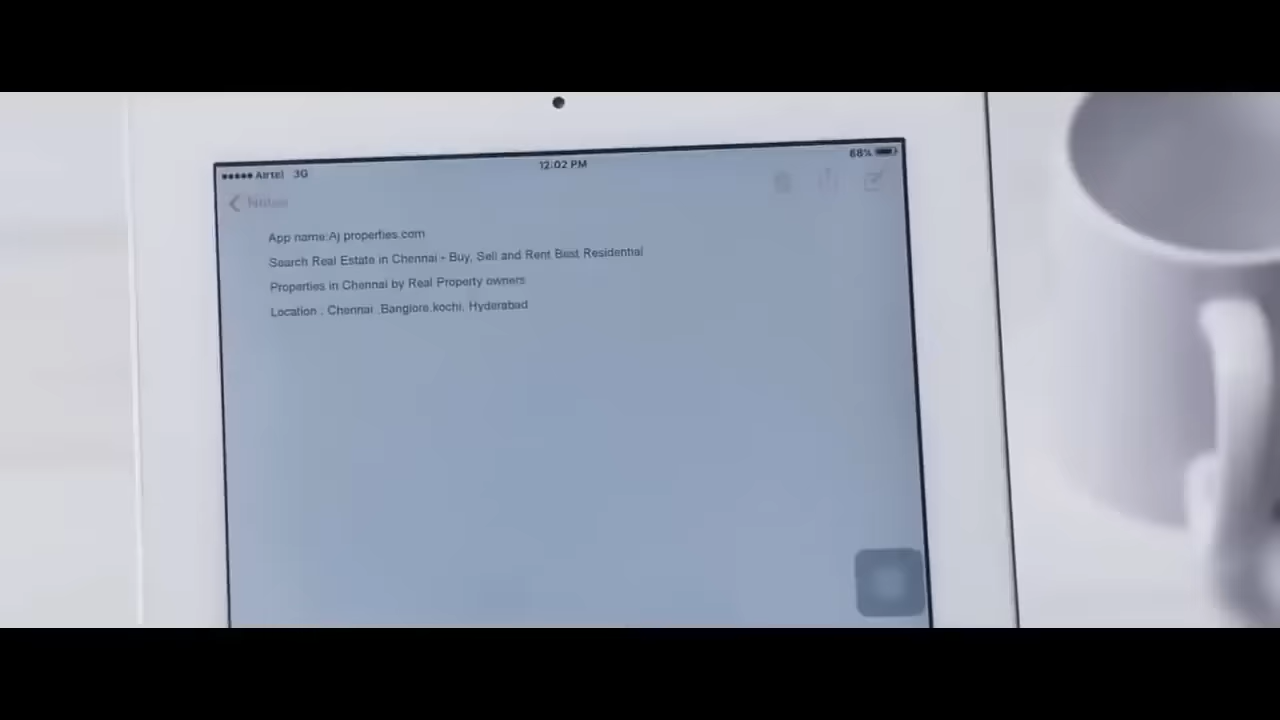 ●●●●● Airtel 3G 12:02 PM 68%
Notes
App name:Aj properties.com
Search Real Estate in Chennai - Buy, Sell and Rent Best Residential
Properties in Chennai by Real Property owners
Location . Chennai .Banglore.kochi. Hyderabad